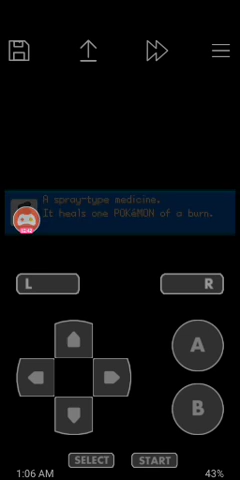 A spray-type medicine.
It heals one POKéMON of a burn.
L
R
A
B
SELECT
START
1:06 AM
43%